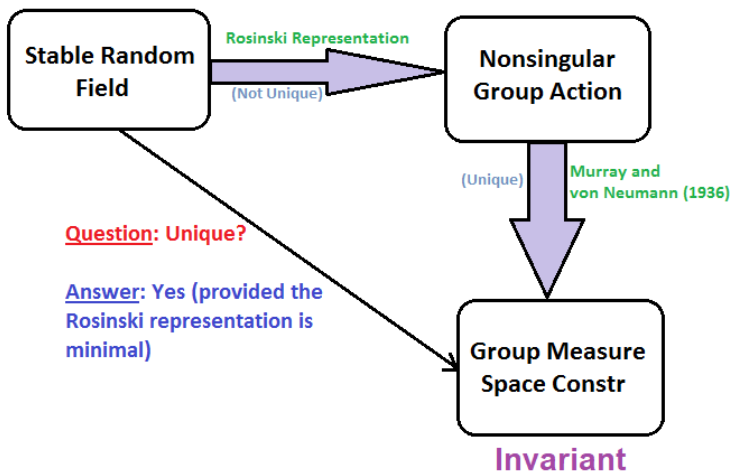 Stable Random
Field
Rosinski Representation
(Not Unique)
Nonsingular
Group Action
(Unique)
Murray and
von Neumann (1936)
Question: Unique?
Answer: Yes (provided the
Rosinski representation is
minimal)
Group Measure
Space Constr
Invariant